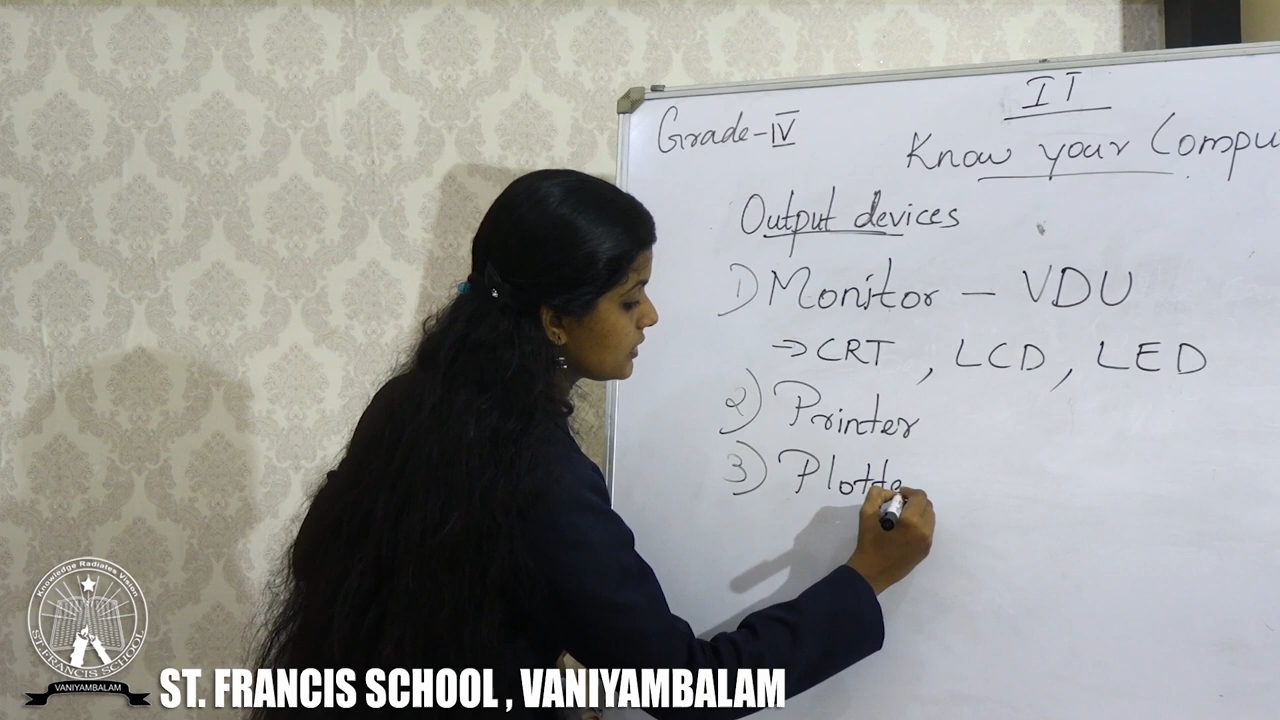 IT
Grade-IV
Know your Compu
Output devices
1) Monitor - VDU
→ CRT, LCD, LED
2) Printer
3) Plotte
Knowledge Radiates Vision
ST. FRANCIS SCHOOL
VANIYAMBALAM
ST. FRANCIS SCHOOL, VANIYAMBALAM